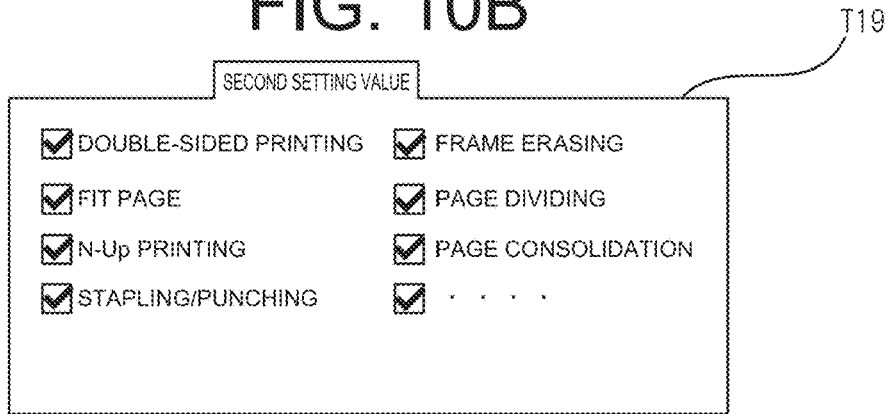 FIG. 10B
T19
SECOND SETTING VALUE
DOUBLE-SIDED PRINTING
FIT PAGE
N-Up PRINTING
STAPLING/PUNCHING
FRAME ERASING
PAGE DIVIDING
PAGE CONSOLIDATION
· · · ·